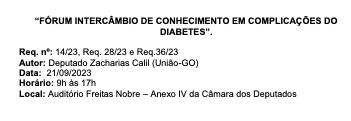 “FÓRUM INTERCÂMBIO DE CONHECIMENTO EM COMPLICAÇÕES DO
DIABETES”.
Req. nº: 14/23, Req. 28/23 e Req.36/23
Autor: Deputado Zacharias Calil (União-GO)
Data: 21/09/2023
Horário: 9h às 17h
Local: Auditório Freitas Nobre – Anexo IV da Câmara dos Deputados